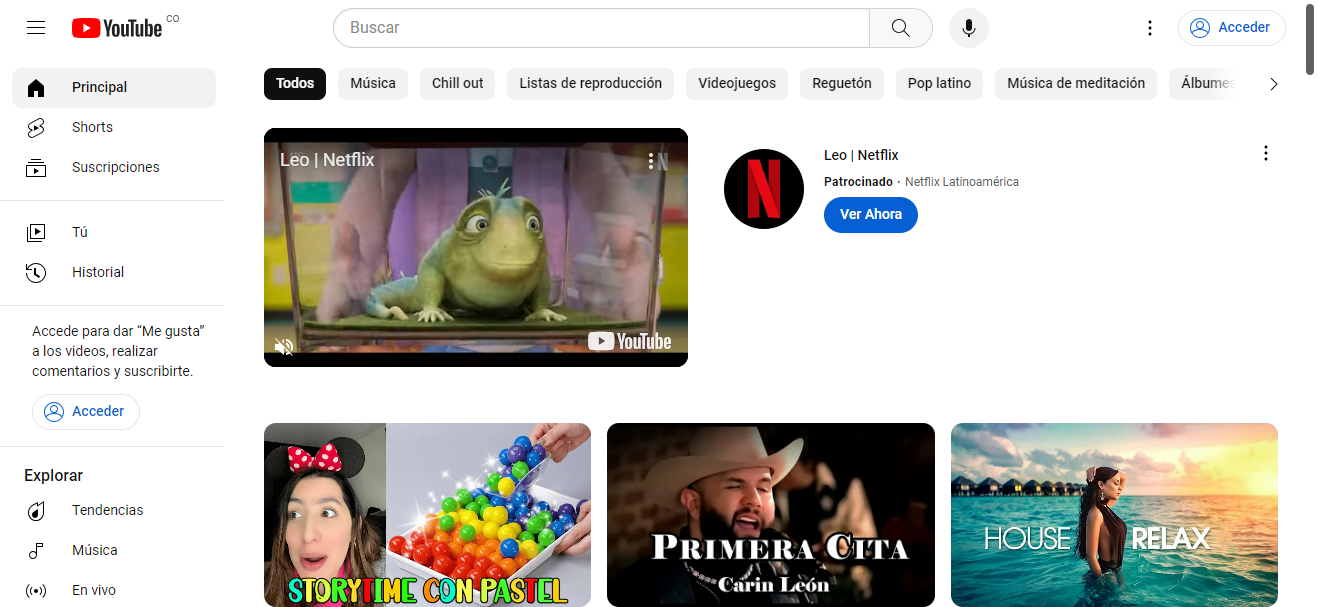 YouTube CO
Buscar
Acceder
Principal
Shorts
Suscripciones
Tú
Historial
Accede para dar “Me gusta”
a los videos, realizar
comentarios y suscribirte.
Acceder
Explorar
Tendencias
Música
En vivo
Todos
Música
Chill out
Listas de reproducción
Videojuegos
Reguetón
Pop latino
Música de meditación
Álbumes
Leo | Netflix
N
YouTube
N
Leo | Netflix
Patrocinado · Netflix Latinoamérica
Ver Ahora
STORYTIME CON PASTEL
PRIMERA CITA
Carin León
HOUSE RELAX